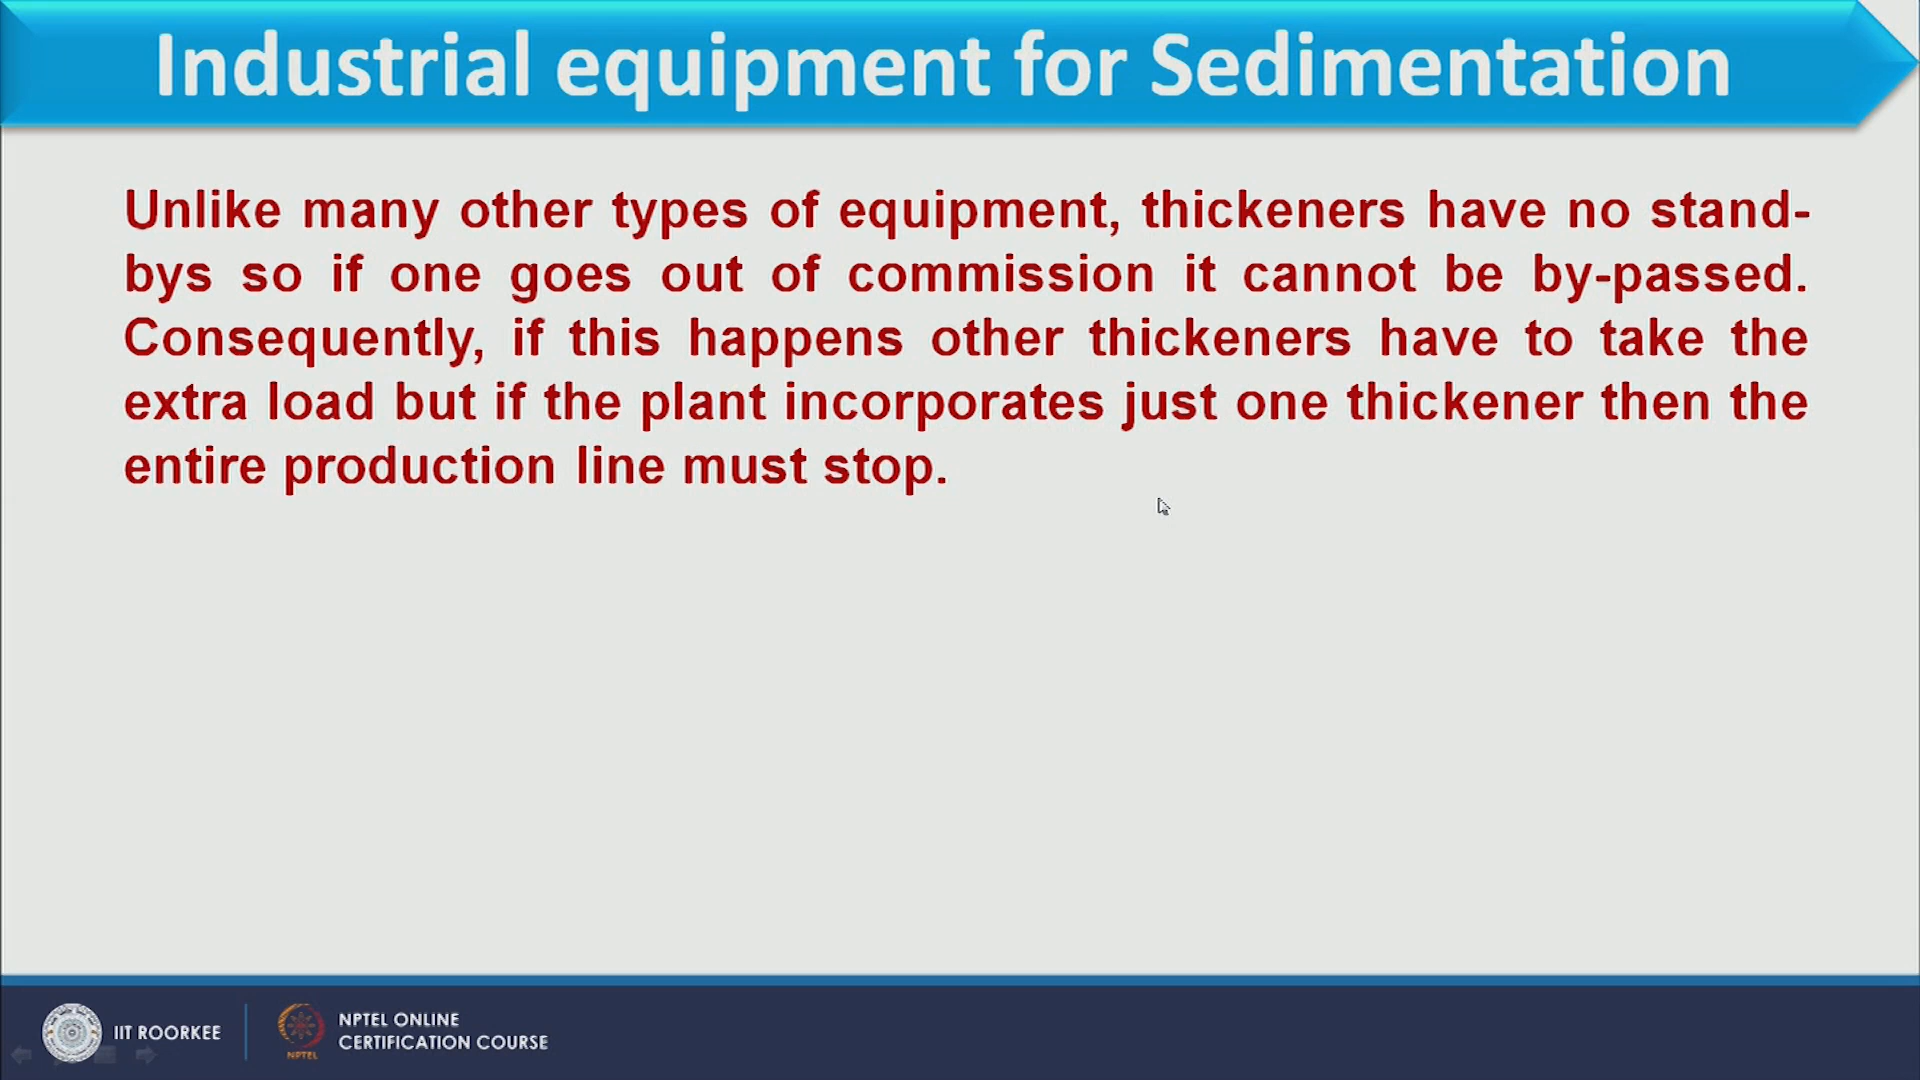 Industrial equipment for Sedimentation
Unlike many other types of equipment, thickeners have no stand-
bys so if one goes out of commission it cannot be by-passed.
Consequently, if this happens other thickeners have to take the
extra load but if the plant incorporates just one thickener then the
entire production line must stop.
IIT ROORKEE
NPTEL
NPTEL ONLINE
CERTIFICATION COURSE